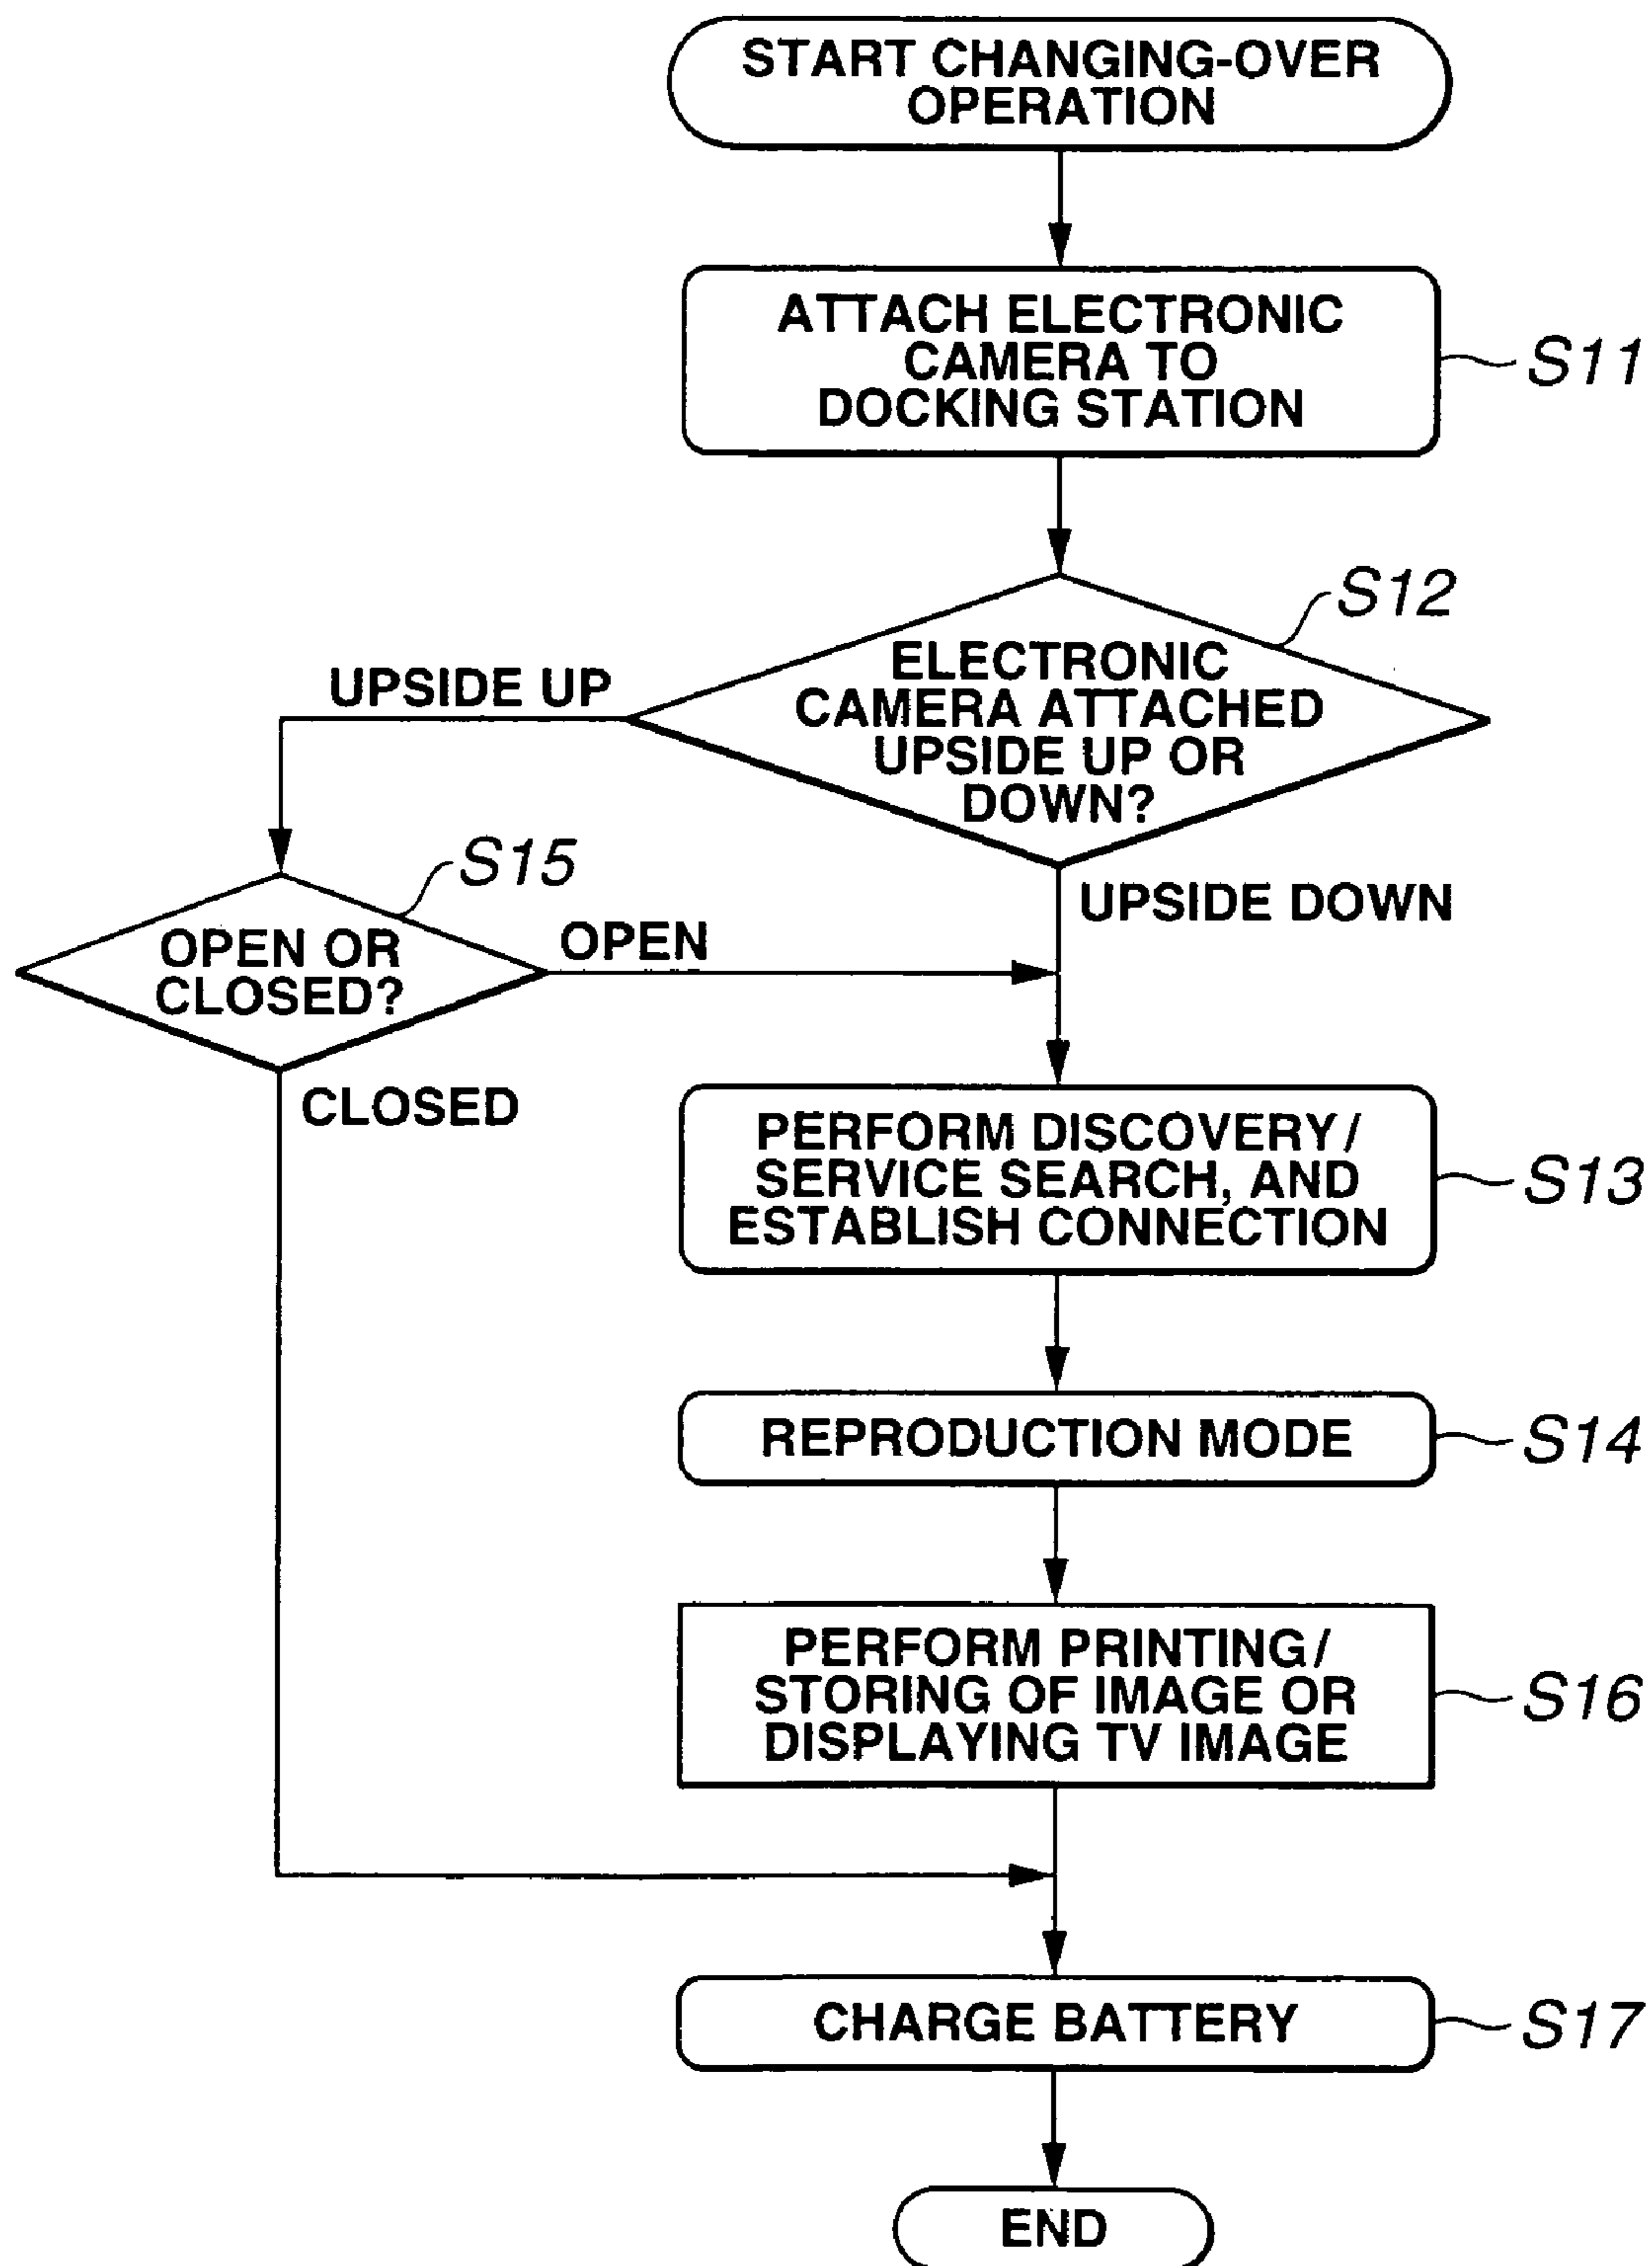 START CHANGING-OVER
OPERATION
ATTACH ELECTRONIC
CAMERA TO
DOCKING STATION
S11
S12
ELECTRONIC
CAMERA ATTACHED
UPSIDE UP OR
DOWN?
UPSIDE UP
UPSIDE DOWN
S15
OPEN OR
CLOSED?
OPEN
CLOSED
PERFORM DISCOVERY/
SERVICE SEARCH, AND
ESTABLISH CONNECTION
S13
REPRODUCTION MODE
S14
PERFORM PRINTING/
STORING OF IMAGE OR
DISPLAYING TV IMAGE
S16
CHARGE BATTERY
S17
END